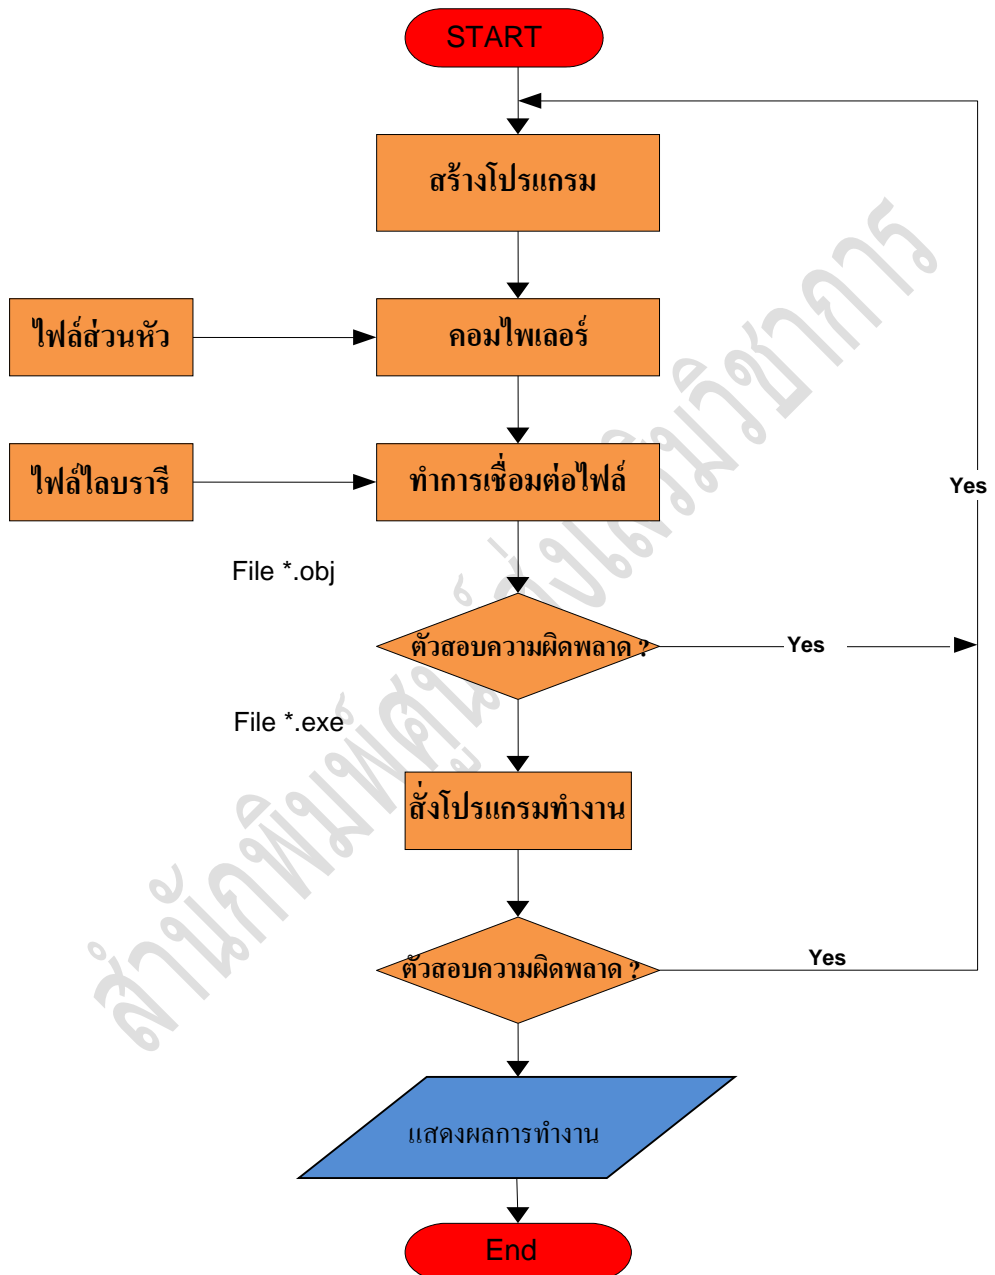 START
สร้างโปรแกรม
ไฟล์ส่วนหัว
คอมไพเลอร์
ไฟล์ไลบรารี
ทำการเชื่อมต่อไฟล์
Yes
File *.obj
ตัวสอบความผิดพลาด ?
Yes
File *.exe
สั่งโปรแกรมทำงาน
ตัวสอบความผิดพลาด ?
Yes
แสดงผลการทำงาน
End
สำนักพิมพ์ศูนย์ส่งเสริมวิชาการ